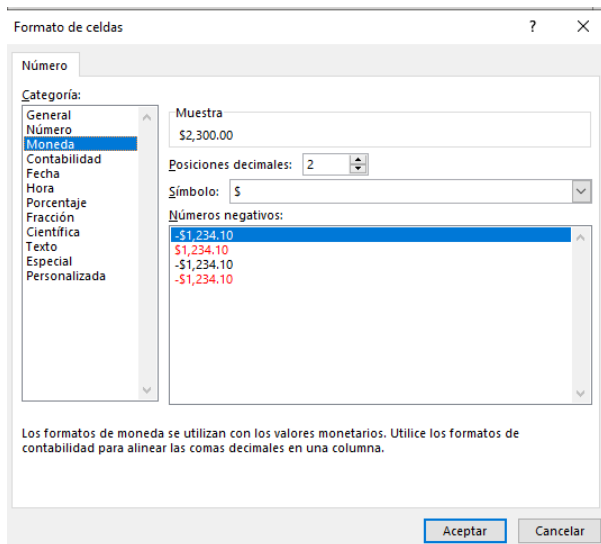 Formato de celdas ? ×
Número
Categoría:
General
Número
Moneda
Contabilidad
Fecha
Hora
Porcentaje
Fracción
Científica
Texto
Especial
Personalizada
Muestra
$2,300.00
Posiciones decimales: 2
Símbolo: $
Números negativos:
-$1,234.10
$1,234.10
-$1,234.10
-$1,234.10
Los formatos de moneda se utilizan con los valores monetarios. Utilice los formatos de
contabilidad para alinear las comas decimales en una columna.
Aceptar Cancelar